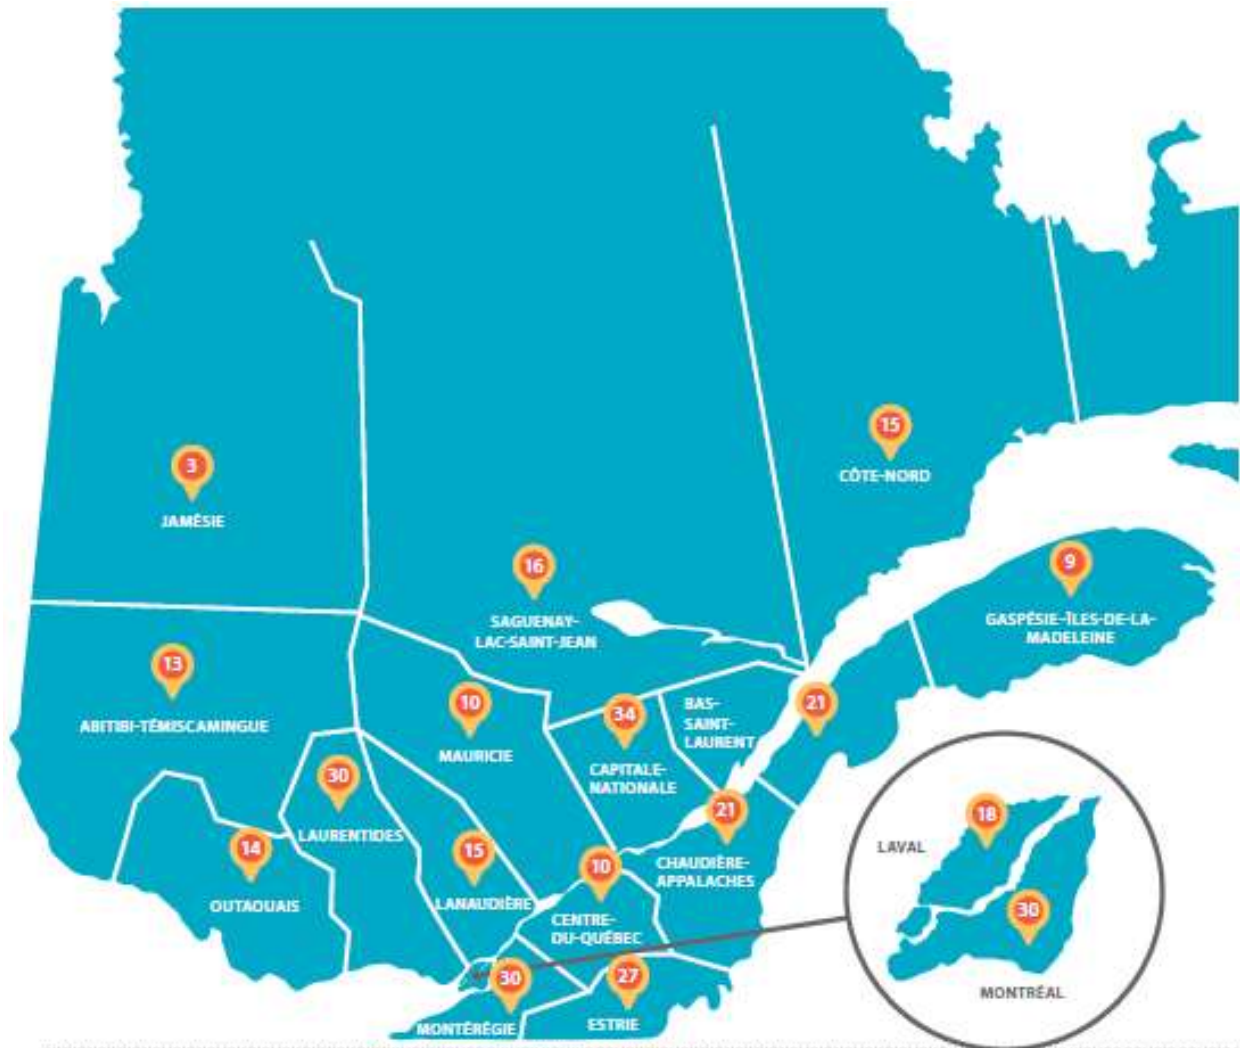 15
CÔTE-NORD
3
JAMÉSIE
16
SAGUENAY-
LAC-SAINT-JEAN
9
GASPÉSIE-ÎLES-DE-LA-
MADELEINE
13
ABITIBI-TÉMISCAMINGUE
10
MAURICIE
34
CAPITALE-
NATIONALE
BAS-
SAINT-
LAURENT
21
30
LAURENTIDES
21
CHAUDIÈRE-
APPALACHES
14
OUTAOUAIS
15
LANAUDIÈRE
10
CENTRE-
DU-QUÉBEC
18
LAVAL
30
MONTRÉAL
30
MONTÉRÉGIE
27
ESTRIE